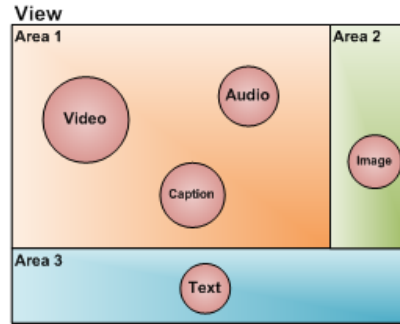 View
Area 1
Area 2
Video
Audio
Image
Caption
Area 3
Text